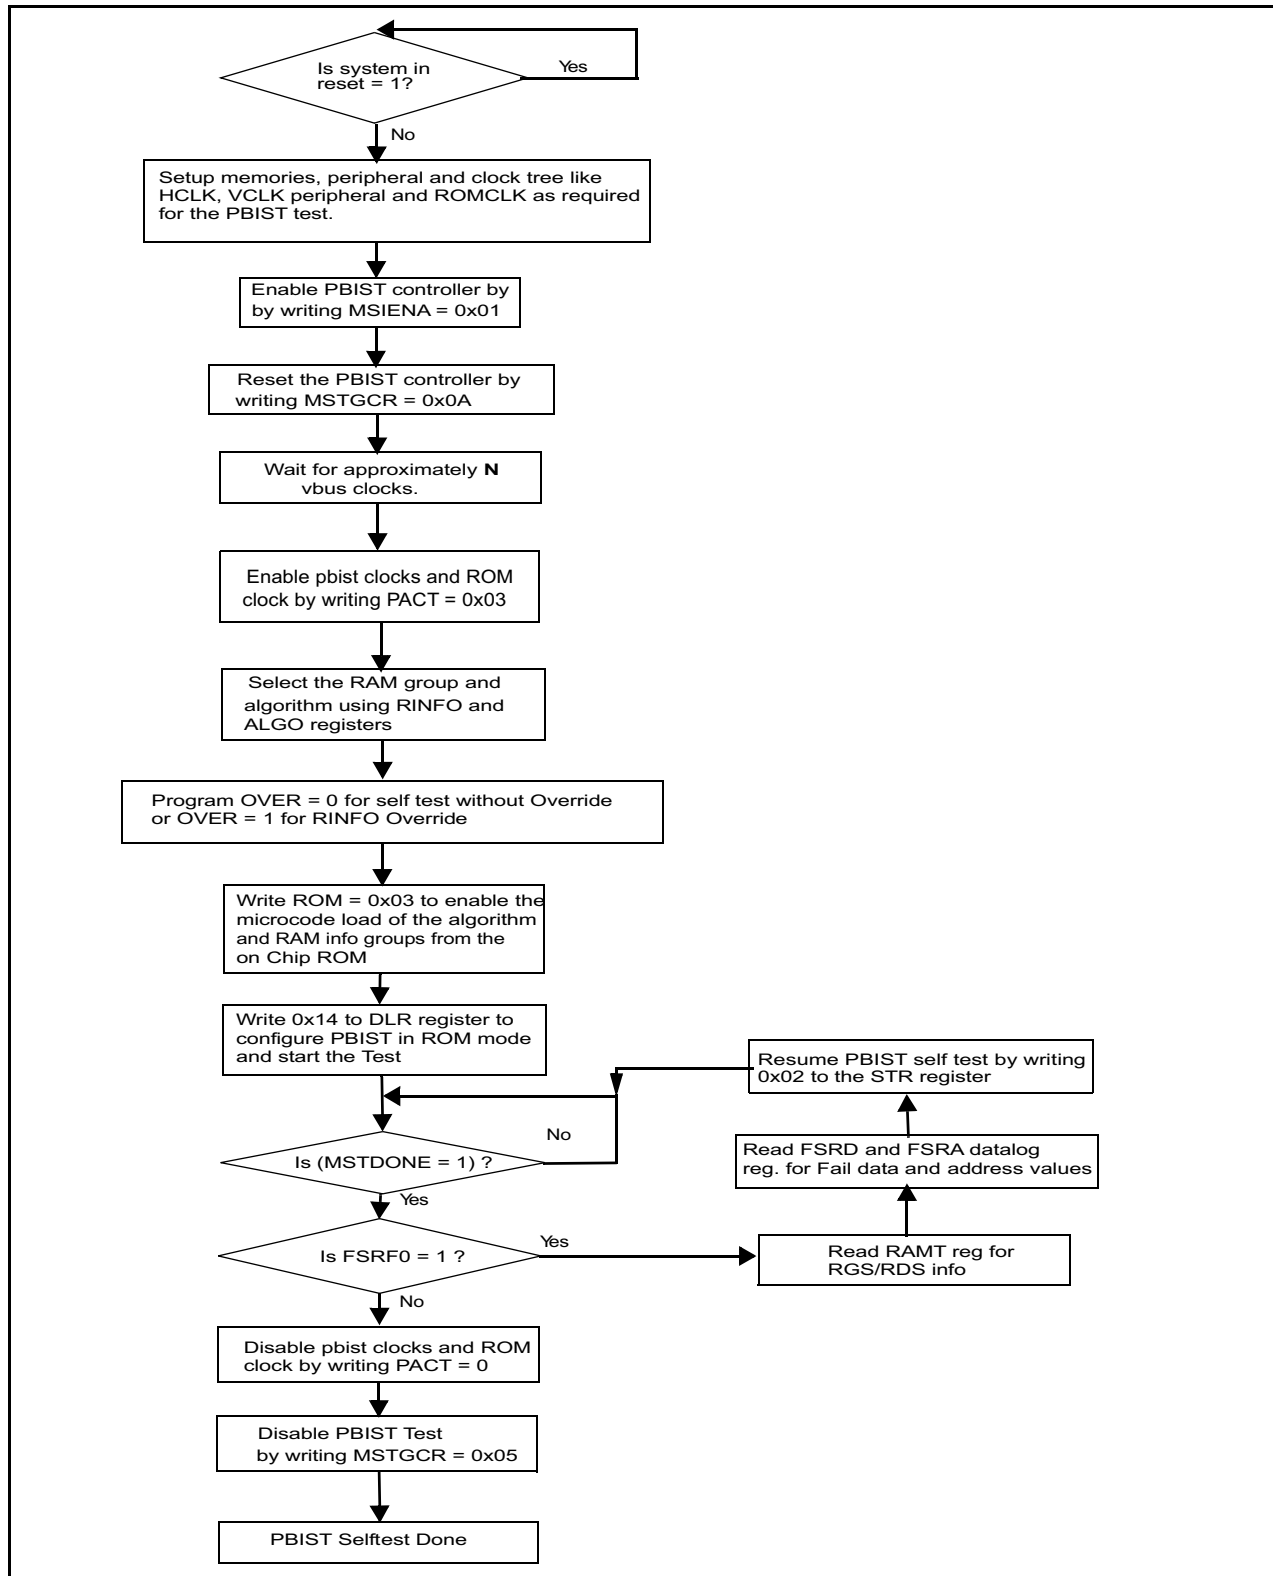 Is system in
reset = 1?
Yes
No
Setup memories, peripheral and clock tree like
HCLK, VCLK peripheral and ROMCLK as required
for the PBIST test.
Enable PBIST controller by
by writing MSIENA = 0x01
Reset the PBIST controller by
writing MSTGCR = 0x0A
Wait for approximately N
vbus clocks.
Enable pbist clocks and ROM
clock by writing PACT = 0x03
Select the RAM group and
algorithm using RINFO and
ALGO registers
Program OVER = 0 for self test without Override
or OVER = 1 for RINFO Override
Write ROM = 0x03 to enable the
microcode load of the algorithm
and RAM info groups from the
on Chip ROM
Write 0x14 to DLR register to
configure PBIST in ROM mode
and start the Test
Resume PBIST self test by writing
0x02 to the STR register
No
Is (MSTDONE = 1) ?
Read FSRD and FSRA datalog
reg. for Fail data and address values
Yes
Is FSRF0 = 1 ?
Yes
Read RAMT reg for
RGS/RDS info
No
Disable pbist clocks and ROM
clock by writing PACT = 0
Disable PBIST Test
by writing MSTGCR = 0x05
PBIST Selftest Done